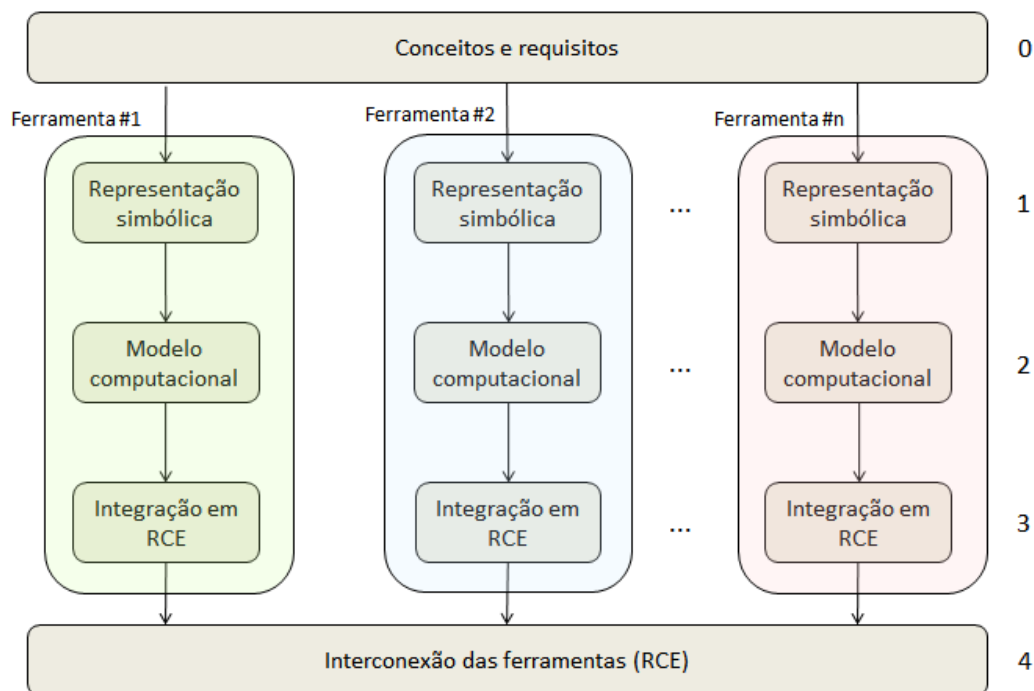 Conceitos e requisitos
0
Ferramenta #1
Ferramenta #2
Ferramenta #n
Representação
simbólica
Representação
simbólica
...
Representação
simbólica
1
Modelo
computacional
Modelo
computacional
...
Modelo
computacional
2
Integração em
RCE
Integração em
RCE
...
Integração em
RCE
3
Interconexão das ferramentas (RCE)
4